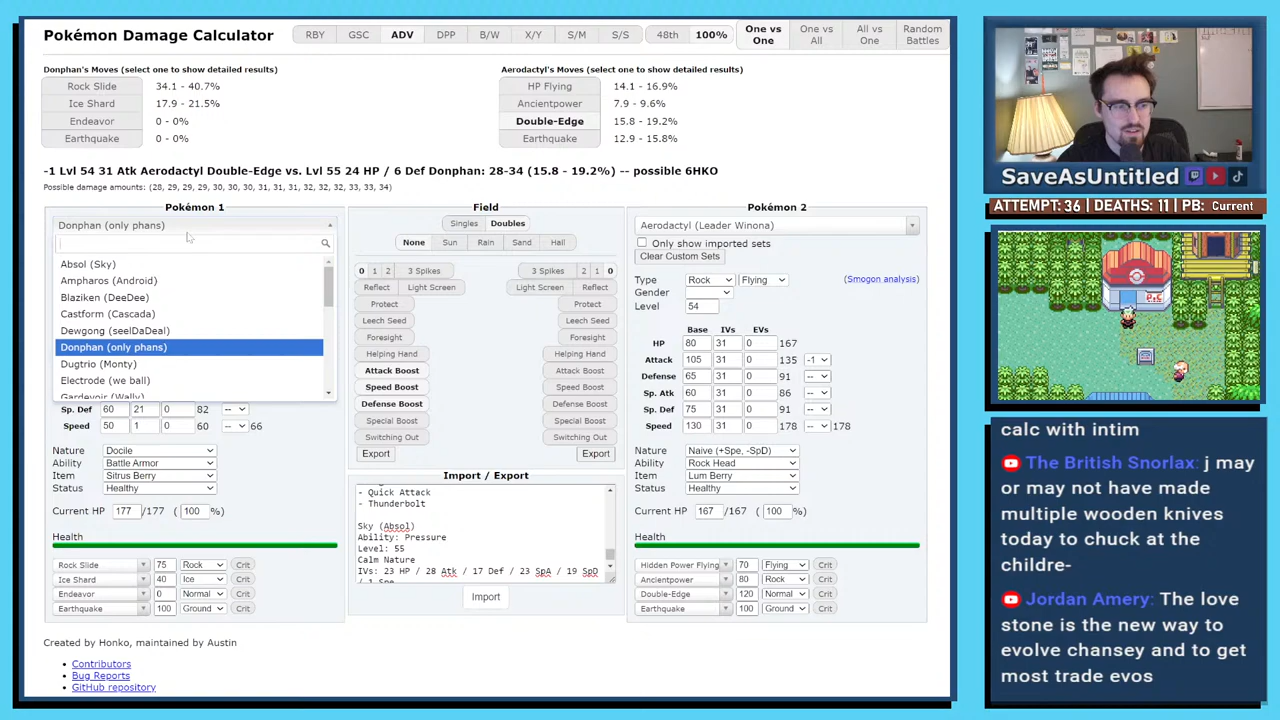 Pokémon Damage Calculator
RBY GSC ADV DPP B/W X/Y S/M S/S 48th 100%
One vs One
One vs All
All vs One
Random Battles
Donphan's Moves (select one to show detailed results)
Rock Slide 34.1 - 40.7%
Ice Shard 17.9 - 21.5%
Endeavor 0 - 0%
Earthquake 0 - 0%
Aerodactyl's Moves (select one to show detailed results)
HP Flying 14.1 - 16.9%
Ancientpower 7.9 - 9.6%
Double-Edge 15.8 - 19.2%
Earthquake 12.9 - 15.8%
-1 Lvl 54 31 Atk Aerodactyl Double-Edge vs. Lvl 55 24 HP / 6 Def Donphan: 28-34 (15.8 - 19.2%) -- possible 6HKO
Possible damage amounts: (28, 29, 29, 29, 30, 30, 30, 31, 31, 31, 32, 32, 32, 33, 33, 34)
Pokémon 1
Donphan (only phans)
Absol (Sky)
Ampharos (Android)
Blaziken (DeeDee)
Castform (Cascada)
Dewgong (seelDaDeal)
Donphan (only phans)
Dugtrio (Monty)
Electrode (we ball)
Gardevoir (Wally)
Sp. Def 60 21 0 82 --
Speed 50 1 0 60 -- 66
Nature Docile
Ability Battle Armor
Item Sitrus Berry
Status Healthy
Current HP 177 /177 ( 100 %)
Health
Rock Slide 75 Rock Crit
Ice Shard 40 Ice Crit
Endeavor 0 Normal Crit
Earthquake 100 Ground Crit
Field
Singles Doubles
None Sun Rain Sand Hail
0 1 2 3 Spikes 3 Spikes 2 1 0
Reflect Light Screen Light Screen Reflect
Protect Protect
Leech Seed Leech Seed
Foresight Foresight
Helping Hand Helping Hand
Attack Boost Attack Boost
Speed Boost Speed Boost
Defense Boost Defense Boost
Special Boost Special Boost
Switching Out Switching Out
Export Export
Import / Export
- Quick Attack
- Thunderbolt
Sky (Absol)
Ability: Pressure
Level: 55
Calm Nature
IVs: 23 HP / 28 Atk / 17 Def / 23 SpA / 19 SpD
/ 1 Spe
Import
Pokémon 2
Aerodactyl (Leader Winona)
Only show imported sets
Clear Custom Sets
Type Rock Flying (Smogon analysis)
Gender
Level 54
Base IVs EVs
HP 80 31 0 167
Attack 105 31 0 135 -1
Defense 65 31 0 91 --
Sp. Atk 60 31 0 86 --
Sp. Def 75 31 0 91 --
Speed 130 31 0 178 -- 178
Nature Naive (+Spe, -SpD)
Ability Rock Head
Item Lum Berry
Status Healthy
Current HP 167 /167 ( 100 %)
Health
Hidden Power Flying 70 Flying Crit
Ancientpower 80 Rock Crit
Double-Edge 120 Normal Crit
Earthquake 100 Ground Crit
Created by Honko, maintained by Austin
• Contributors
• Bug Reports
• GitHub repository
SaveAsUntitled
ATTEMPT: 36 | DEATHS: 11 | PB: Current
P.C
calc with intim
The British Snorlax: j may
or may not have made
multiple wooden knives
today to chuck at the
childre-
Jordan Amery: The love
stone is the new way to
evolve chansey and to get
most trade evos